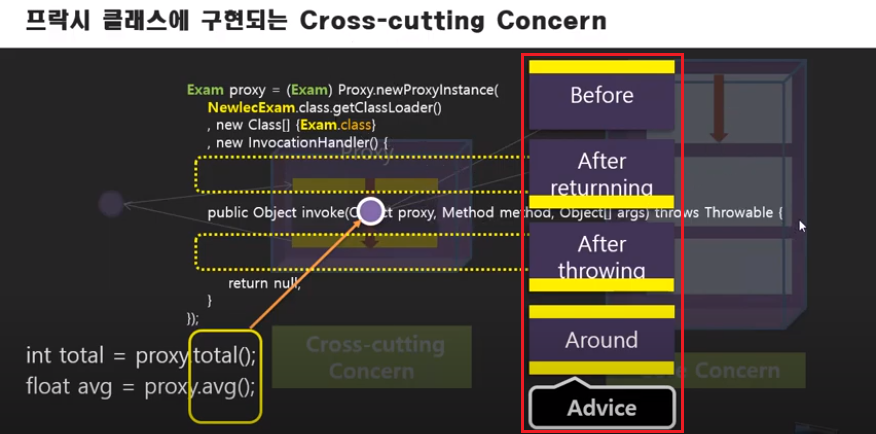 프락시 클래스에 구현되는 Cross-cutting Concern
Exam proxy = (Exam) Proxy.newProxyInstance(
NewlecExam.class.getClassLoader()
, new Class[] {Exam.class}
, new InvocationHandler() {
Proxy
public Object invoke(Object proxy, Method method, Object[] args) throws Throwable {
return null;
}
});
int total = proxy.total();
float avg = proxy.avg();
Cross-cutting
Concern
Before
After
returnning
After
throwing
Around
Advice
Concern